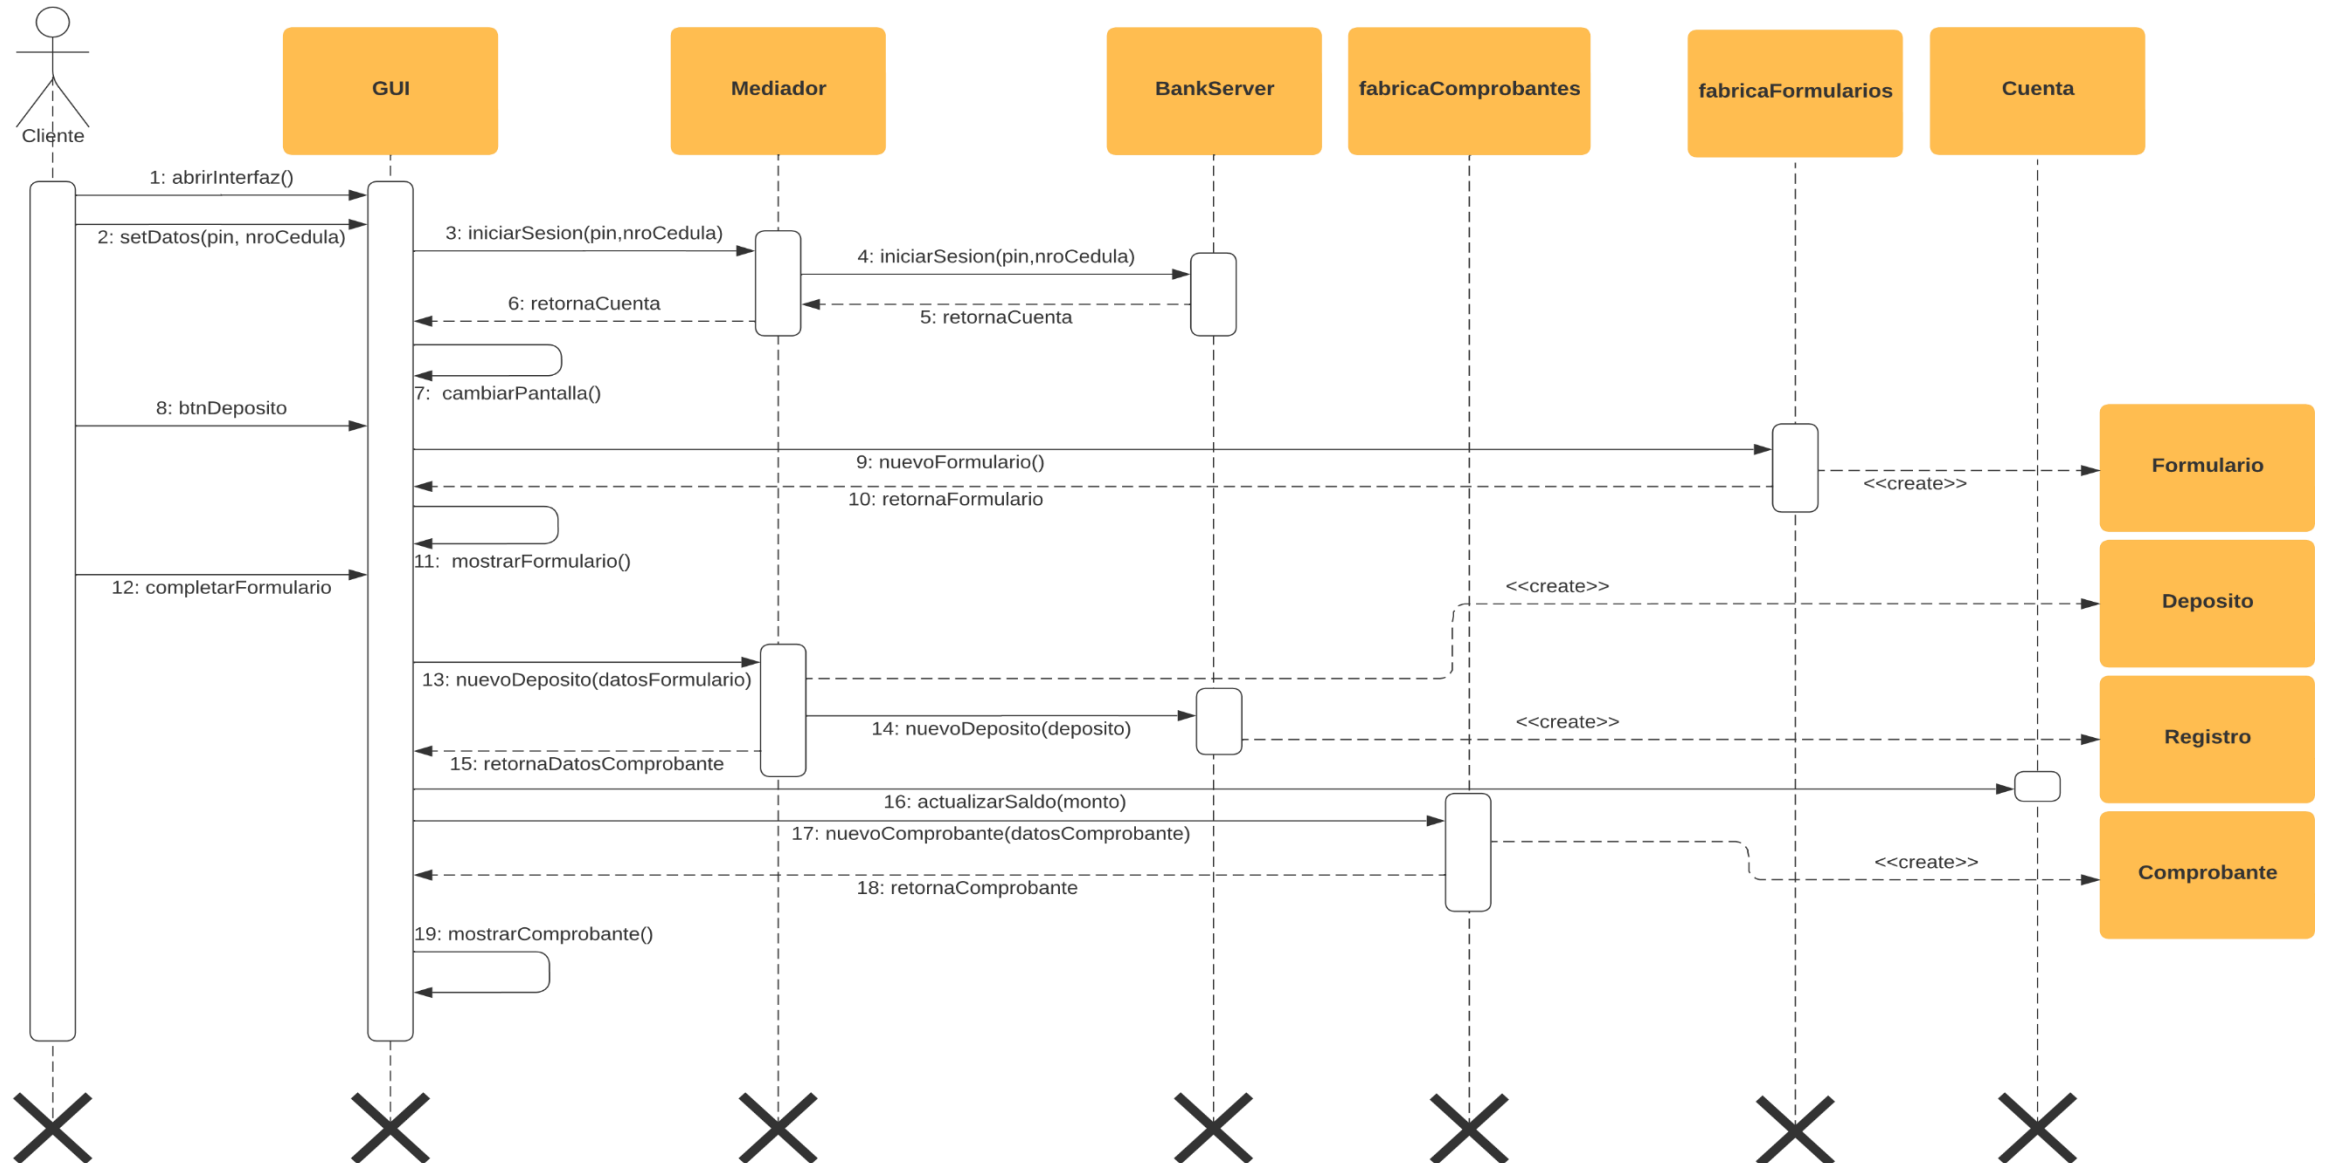 Cliente
GUI
Mediador
BankServer
fabricaComprobantes
fabricaFormularios
Cuenta
1: abrirInterfaz()
2: setDatos(pin, nroCedula)
3: iniciarSesion(pin,nroCedula)
4: iniciarSesion(pin,nroCedula)
5: retornaCuenta
6: retornaCuenta
7:  cambiarPantalla()
8: btnDeposito
9: nuevoFormulario()
<<create>>
Formulario
10: retornaFormulario
11:  mostrarFormulario()
12: completarFormulario
<<create>>
Deposito
13: nuevoDeposito(datosFormulario)
14: nuevoDeposito(deposito)
<<create>>
Registro
15: retornaDatosComprobante
16: actualizarSaldo(monto)
17: nuevoComprobante(datosComprobante)
<<create>>
Comprobante
18: retornaComprobante
19: mostrarComprobante()